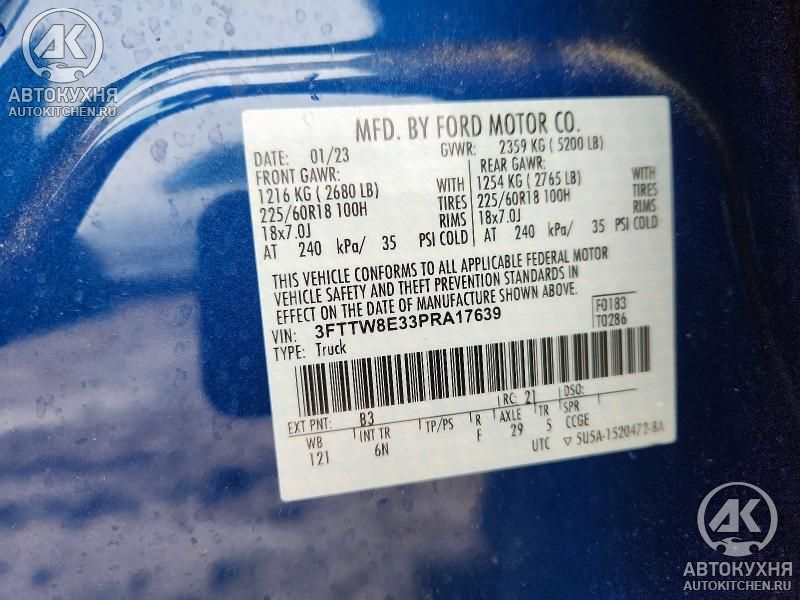 АК
АВТОКУХНЯ
AUTOKITCHEN.RU
MFD. BY FORD MOTOR CO.
DATE: 01/23 GVWR: 2359 KG ( 5200 LB)
FRONT GAWR: REAR GAWR:
1216 KG ( 2680 LB) WITH 1254 KG ( 2765 LB) WITH
225/60R18 100H TIRES 225/60R18 100H TIRES
18x7.0J RIMS 18x7.0J RIMS
AT 240 kPa/ 35 PSI COLD AT 240 kPa/ 35 PSI COLD
THIS VEHICLE CONFORMS TO ALL APPLICABLE FEDERAL MOTOR
VEHICLE SAFETY AND THEFT PREVENTION STANDARDS IN
EFFECT ON THE DATE OF MANUFACTURE SHOWN ABOVE.
VIN: 3FTTW8E33PRA17639 F0183
TYPE: Truck T0286
EXT PNT: B3 RC: 21 DSO:
WB INT TR TP/PS R AXLE TR SPR
121 6N F 29 5 CCGE
UTC ▽ 5U5A-1520472-BA
АК
АВТОКУХНЯ
AUTOKITCHEN.RU